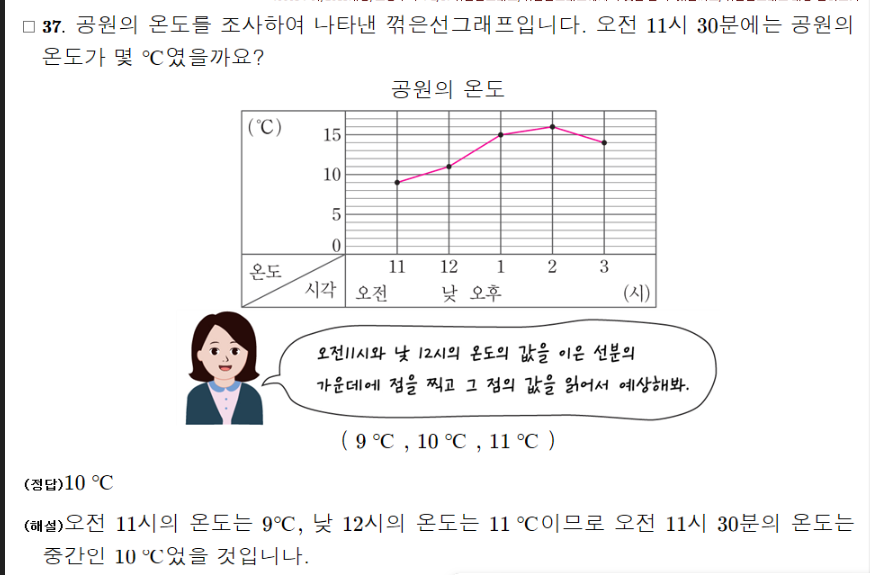 □ 37. 공원의 온도를 조사하여 나타낸 꺾은선그래프입니다. 오전 11시 30분에는 공원의
온도가 몇 ℃였을까요?
공원의 온도
(℃)
15
10
5
0
온도
시각
11 12 1 2 3
오전 낮 오후 (시)
오전11시와 낮 12시의 온도의 값을 이은 선분의
가운데에 점을 찍고 그 점의 값을 읽어서 예상해봐.
( 9 ℃ , 10 ℃ , 11 ℃ )
(정답)10 ℃
(해설)오전 11시의 온도는 9℃, 낮 12시의 온도는 11 ℃이므로 오전 11시 30분의 온도는
중간인 10 ℃었을 것입니나.